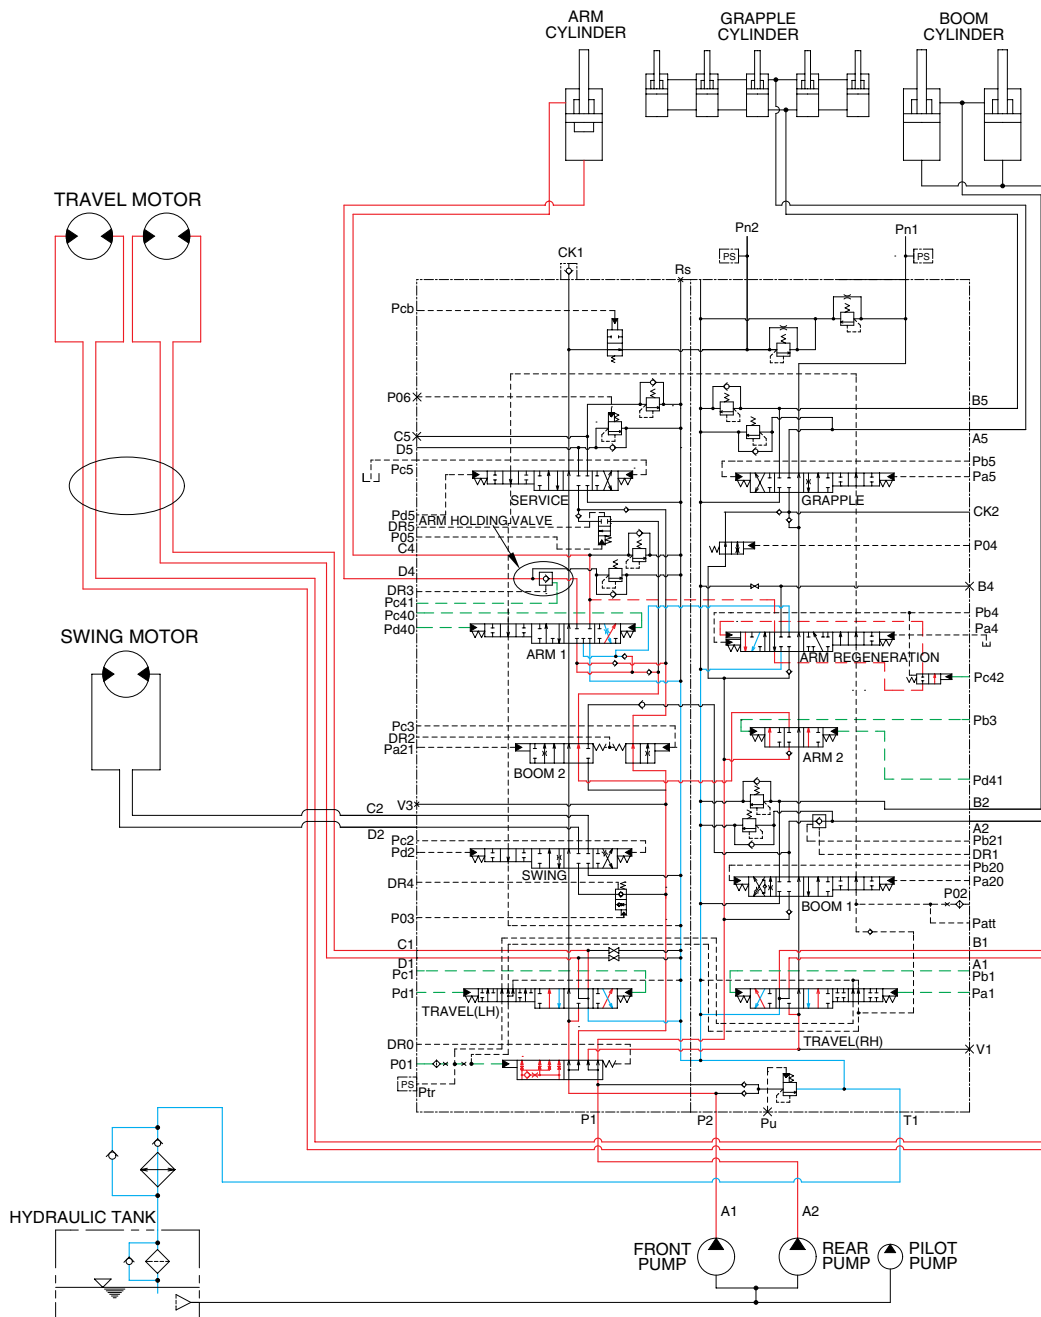 ARM
CYLINDER
GRAPPLE
CYLINDER
BOOM
CYLINDER
TRAVEL MOTOR
Pn2
Pn1
PS
PS
CK1
Rs
Pcb
P06
C5
D5
Pc5
SERVICE
Pd5
DR5
ARM HOLDING VALVE
P05
C4
D4
DR3
Pc41
Pc40
Pd40
ARM 1
B5
A5
Pb5
Pa5
GRAPPLE
CK2
P04
B4
Pb4
Pa4
E
ARM REGENERATION
Pc42
SWING MOTOR
Pc3
DR2
Pa21
BOOM 2
Pb3
ARM 2
Pd41
C2
V3
D2
Pc2
Pd2
SWING
DR4
P03
B2
A2
Pb21
DR1
Pb20
Pa20
BOOM 1
P02
Patt
C1
D1
Pc1
Pd1
TRAVEL(LH)
B1
A1
Pb1
Pa1
TRAVEL(RH)
V1
DR0
P01
PS
Ptr
P1
P2
Pu
T1
HYDRAULIC TANK
A1
A2
FRONT
PUMP
REAR
PUMP
PILOT
PUMP